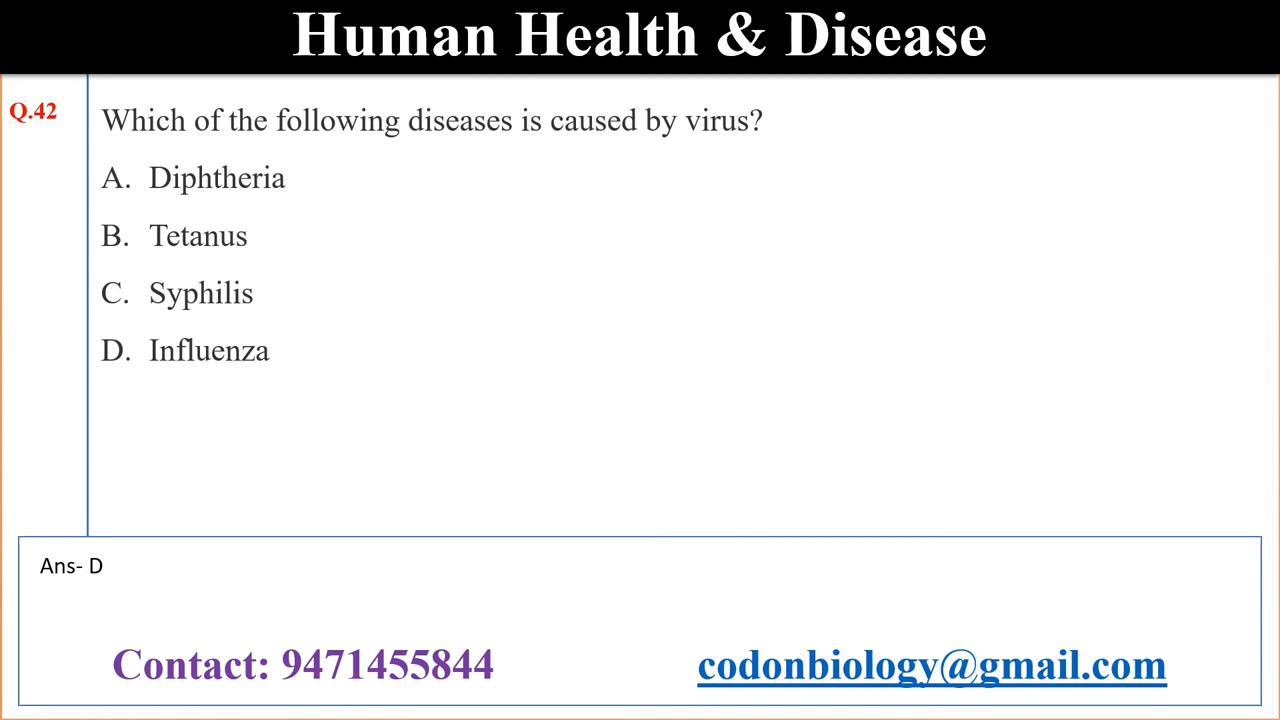 Human Health & Disease
Q.42
Which of the following diseases is caused by virus?
A. Diphtheria
B. Tetanus
C. Syphilis
D. Influenza
Ans- D
Contact: 9471455844
codonbiology@gmail.com